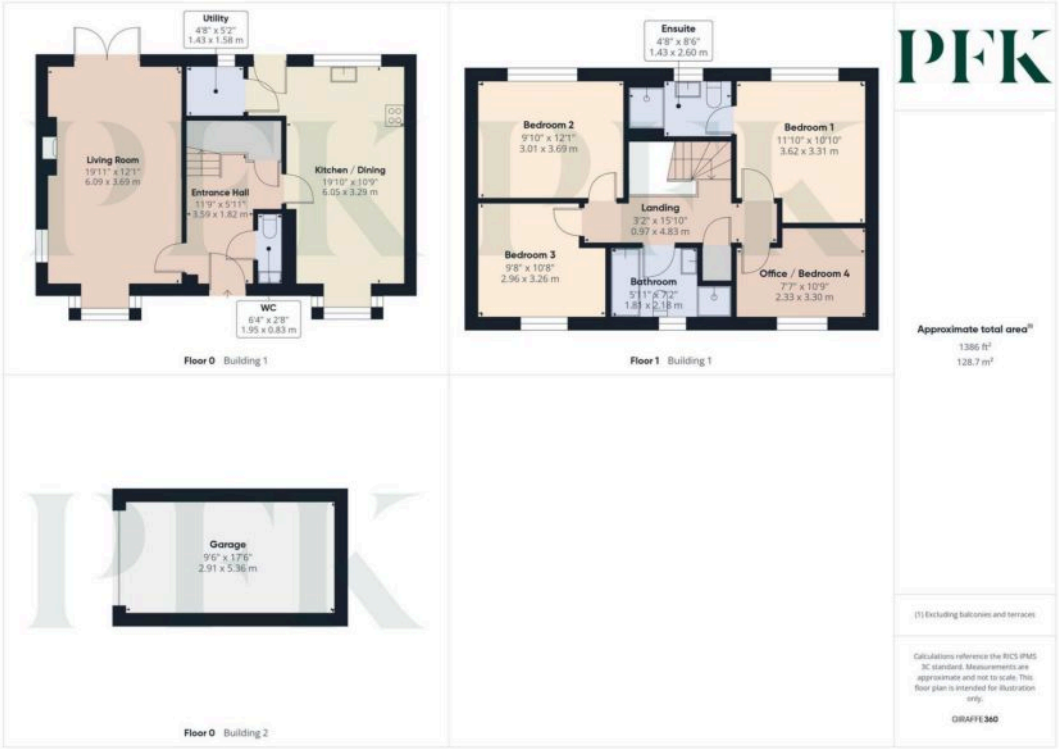 Utility
4'8" x 5'2"
1.43 x 1.58 m
Living Room
19'11" x 12'1"
6.09 x 3.69 m
Entrance Hall
11'9" x 5'11"
3.59 x 1.82 m
Kitchen / Dining
19'10" x 10'9"
6.05 x 3.29 m
WC
6'4" x 2'8"
1.95 x 0.83 m
Floor 0 Building 1
Ensuite
4'8" x 8'6"
1.43 x 2.60 m
Bedroom 2
9'10" x 12'1"
3.01 x 3.69 m
Bedroom 1
11'10" x 10'10"
3.62 x 3.31 m
Landing
3'2" x 15'10"
0.97 x 4.83 m
Bedroom 3
9'8" x 10'8"
2.96 x 3.26 m
Bathroom
5'11" x 7'2"
1.81 x 2.18 m
Office / Bedroom 4
7'7" x 10'9"
2.33 x 3.30 m
Floor 1 Building 1
PFK
PFK
Garage
9'6" x 17'6"
2.91 x 5.36 m
PFK
Floor 0 Building 2
PFK
Approximate total area(1)
1386 ft²
128.7 m²
(1) Excluding balconies and terraces
Calculations reference the RICS IPMS
3C standard. Measurements are
approximate and not to scale. This
floor plan is intended for illustration
only.
GIRAFFE360